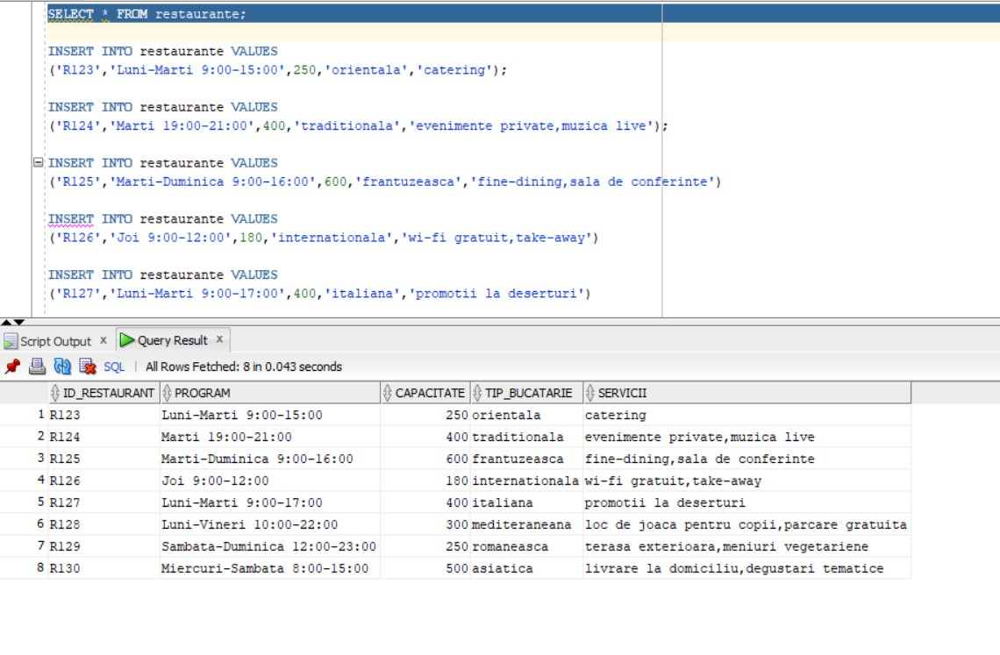 SELECT * FROM restaurante;
INSERT INTO restaurante VALUES
('R123','Luni-Marti 9:00-15:00',250,'orientala','catering');
INSERT INTO restaurante VALUES
('R124','Marti 19:00-21:00',400,'traditionala','evenimente private,muzica live');
INSERT INTO restaurante VALUES
('R125','Marti-Duminica 9:00-16:00',600,'frantuzeasca','fine-dining,sala de conferinte')
INSERT INTO restaurante VALUES
('R126','Joi 9:00-12:00',180,'internationala','wi-fi gratuit,take-away')
INSERT INTO restaurante VALUES
('R127','Luni-Marti 9:00-17:00',400,'italiana','promotii la deserturi')
Script Output x Query Result x
SQL | All Rows Fetched: 8 in 0.043 seconds
ID_RESTAURANT PROGRAM CAPACITATE TIP_BUCATARIE SERVICII
1 R123 Luni-Marti 9:00-15:00 250 orientala catering
2 R124 Marti 19:00-21:00 400 traditionala evenimente private,muzica live
3 R125 Marti-Duminica 9:00-16:00 600 frantuzeasca fine-dining,sala de conferinte
4 R126 Joi 9:00-12:00 180 internationala wi-fi gratuit,take-away
5 R127 Luni-Marti 9:00-17:00 400 italiana promotii la deserturi
6 R128 Luni-Vineri 10:00-22:00 300 mediteraneana loc de joaca pentru copii,parcare gratuita
7 R129 Sambata-Duminica 12:00-23:00 250 romaneasca terasa exterioara,meniuri vegetariene
8 R130 Miercuri-Sambata 8:00-15:00 500 asiatica livrare la domiciliu,degustari tematice